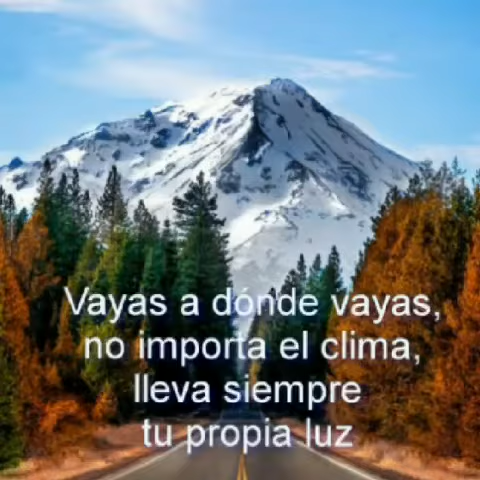 Vayas a dónde vayas,
no importa el clima,
lleva siempre
tu propia luz